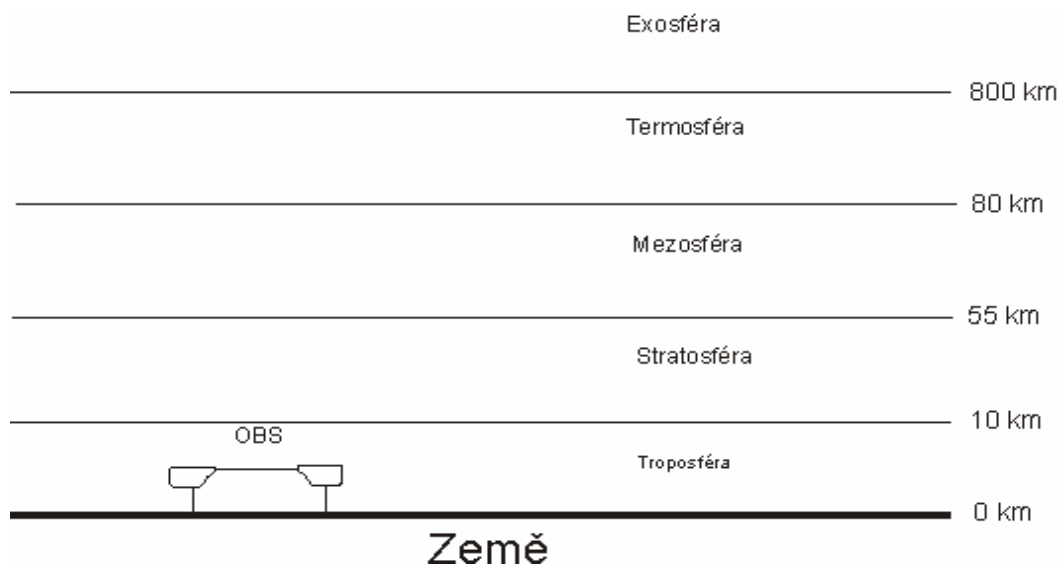 Exosféra
800 km
Termosféra
80 km
Mezosféra
55 km
Stratosféra
10 km
OBS
Troposféra
0 km
Země